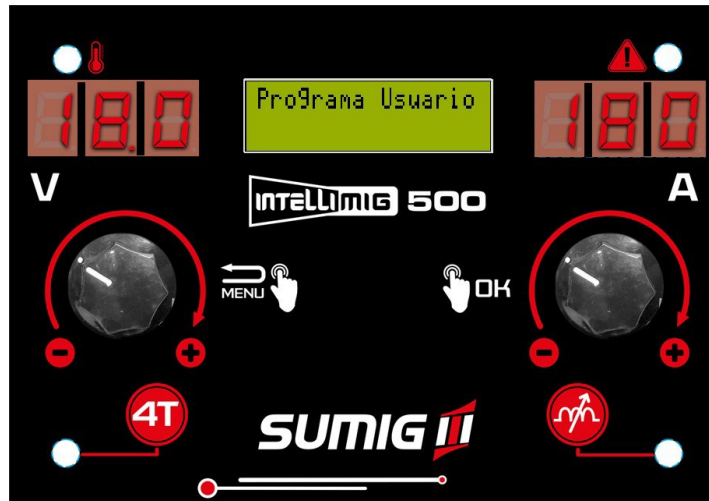 18.0
Programa Usuario
180
V
A
INTELLIMIG 500
MENU
OK
4T
SUMIG